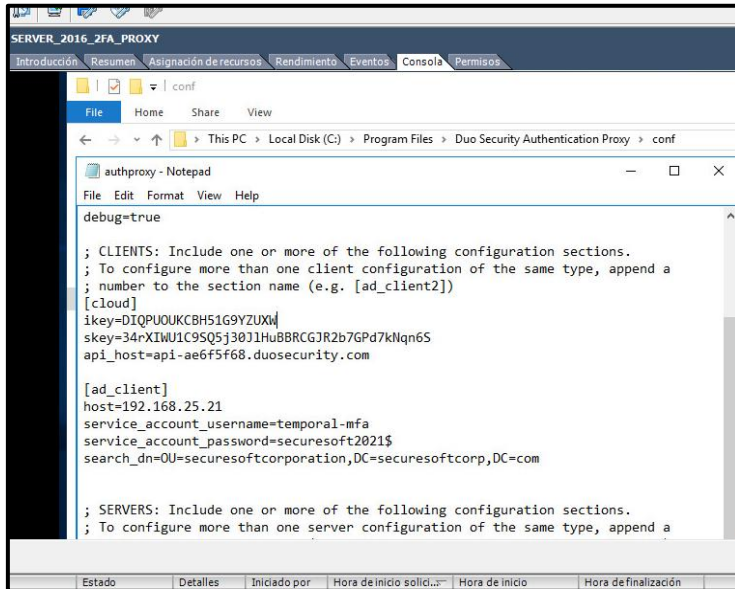 SERVER_2016_2FA_PROXY
Introducción Resumen Asignación de recursos Rendimiento Eventos Consola Permisos
conf
File Home Share View
This PC > Local Disk (C:) > Program Files > Duo Security Authentication Proxy > conf
authproxy - Notepad
File Edit Format View Help
debug=true
; CLIENTS: Include one or more of the following configuration sections.
; To configure more than one client configuration of the same type, append a
; number to the section name (e.g. [ad_client2])
[cloud]
ikey=DIQPUOUKCBH51G9YZUXW
skey=34rXIWU1C9SQ5j30JlHuBBRCGJR2b7GPd7kNqn6S
api_host=api-ae6f5f68.duosecurity.com
[ad_client]
host=192.168.25.21
service_account_username=temporal-mfa
service_account_password=securesoft2021$
search_dn=OU=securesoftcorporation,DC=securesoftcorp,DC=com
; SERVERS: Include one or more of the following configuration sections.
; To configure more than one server configuration of the same type, append a
Estado Detalles Iniciado por Hora de inicio solici... Hora de inicio Hora de finalización